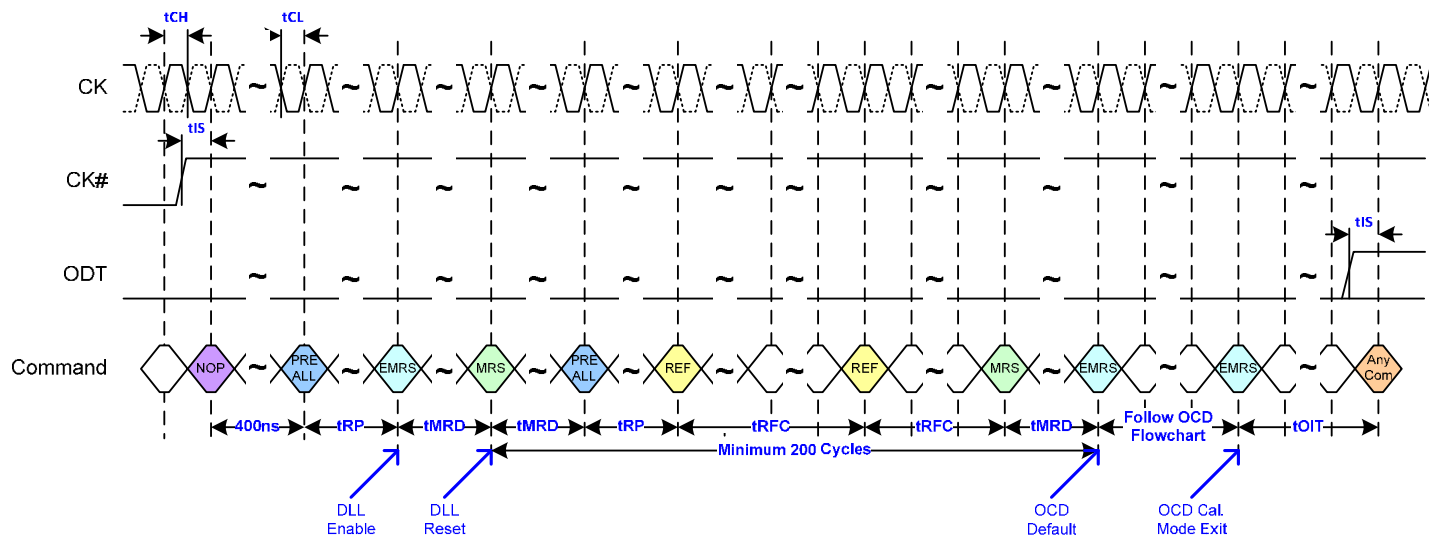 tCH
tCL
CK
~ ~ ~ ~ ~ ~ ~ ~ ~ ~ ~
tIS
CK#
~ ~ ~ ~ ~ ~ ~ ~ ~ ~ ~
tIS
ODT
~ ~ ~ ~ ~ ~ ~ ~ ~ ~ ~
Command
NOP
~
PRE
ALL
~
EMRS
~
MRS
~
PRE
ALL
~
REF
~
~
REF
~
MRS
~
EMRS
~
EMRS
~
Any
Com
400ns
tRP
tMRD
tMRD
tRP
tRFC
tRFC
tMRD
Follow OCD
Flowchart
tOIT
Minimum 200 Cycles
DLL
Enable
DLL
Reset
OCD
Default
OCD Cal.
Mode Exit